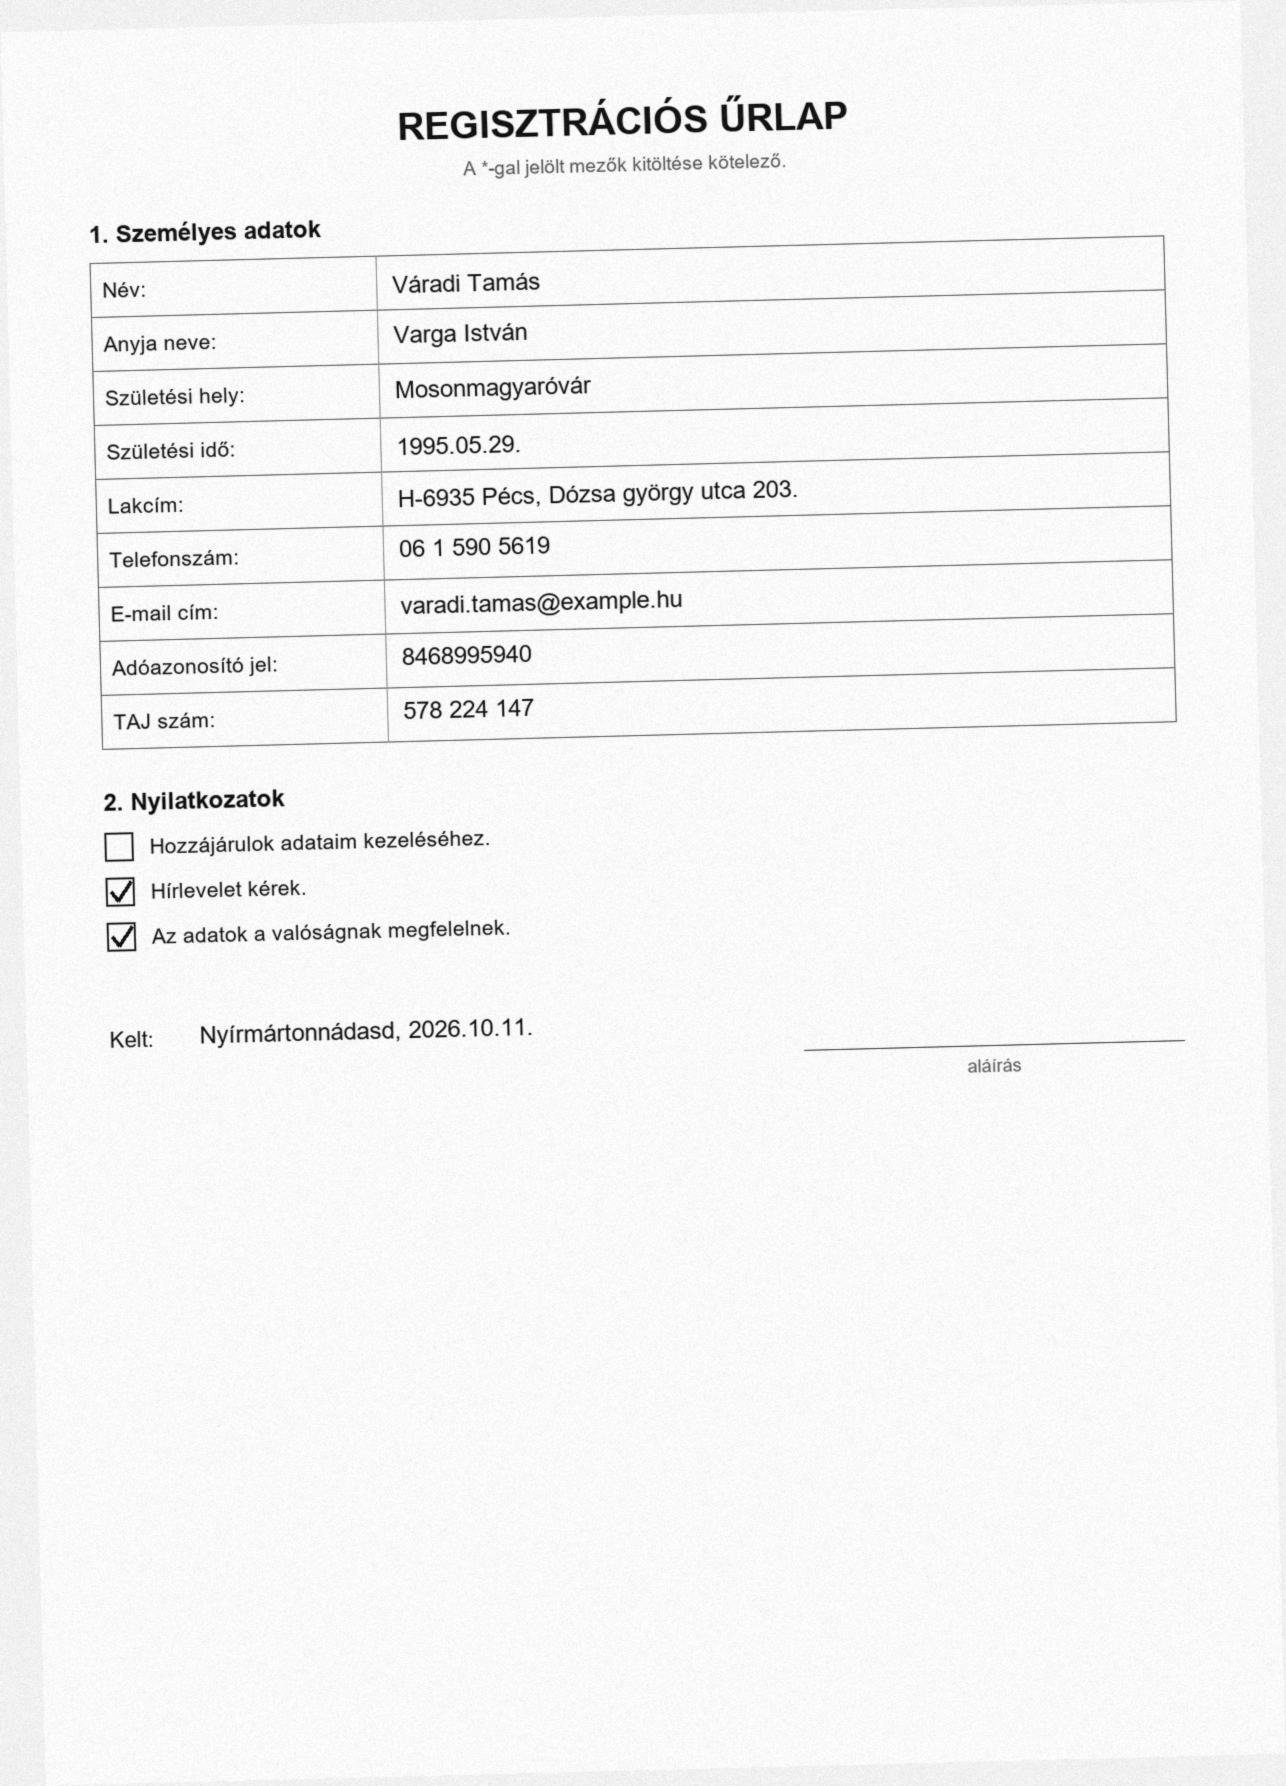 REGISZTRÁCIÓS ŰRLAP
A *-gal jelölt mezők kitöltése kötelező.
1. Személyes adatok
Név: Váradi Tamás
Anyja neve: Varga István
Születési hely: Mosonmagyaróvár
Születési idő: 1995.05.29.
Lakcím: H-6935 Pécs, Dózsa györgy utca 203.
Telefonszám: 06 1 590 5619
E-mail cím: varadi.tamas@example.hu
Adóazonosító jel: 8468995940
TAJ szám: 578 224 147
2. Nyilatkozatok
Hozzájárulok adataim kezeléséhez.
Hírlevelet kérek.
Az adatok a valóságnak megfelelnek.
Kelt: Nyírmártonnádasd, 2026.10.11.
aláírás